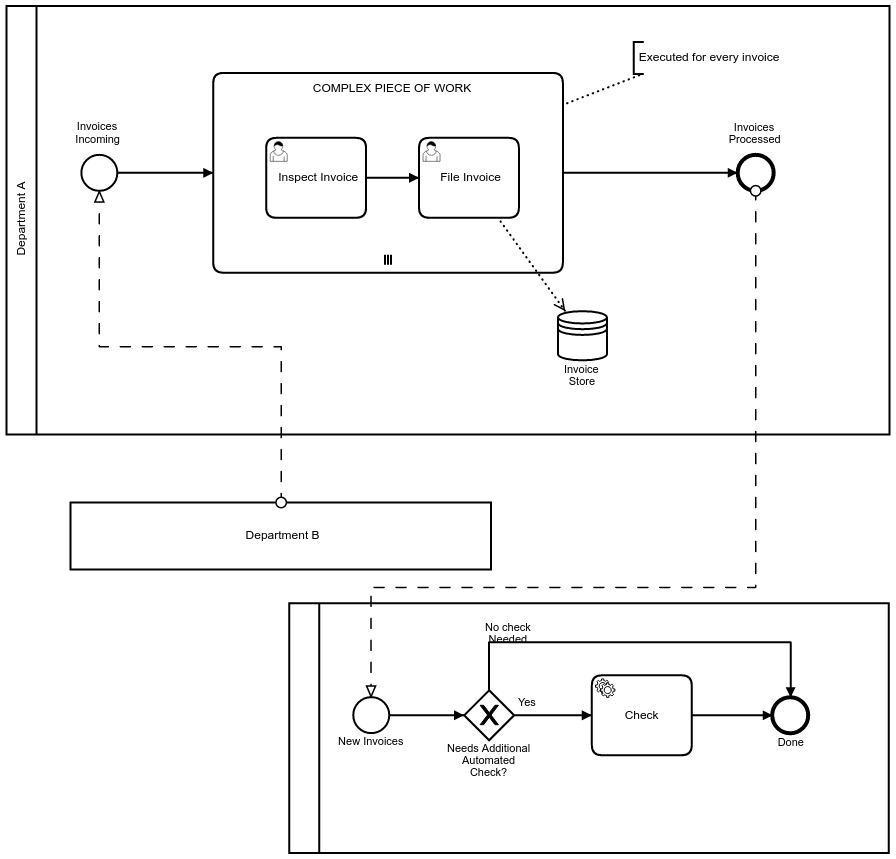 Executed for every invoice
COMPLEX PIECE OF WORK
Invoices
Incoming
Invoices
Processed
Inspect Invoice
File Invoice
Department A
Invoice
Store
Department B
No check
Needed
Yes
Check
New Invoices
Needs Additional
Automated
Check?
Done